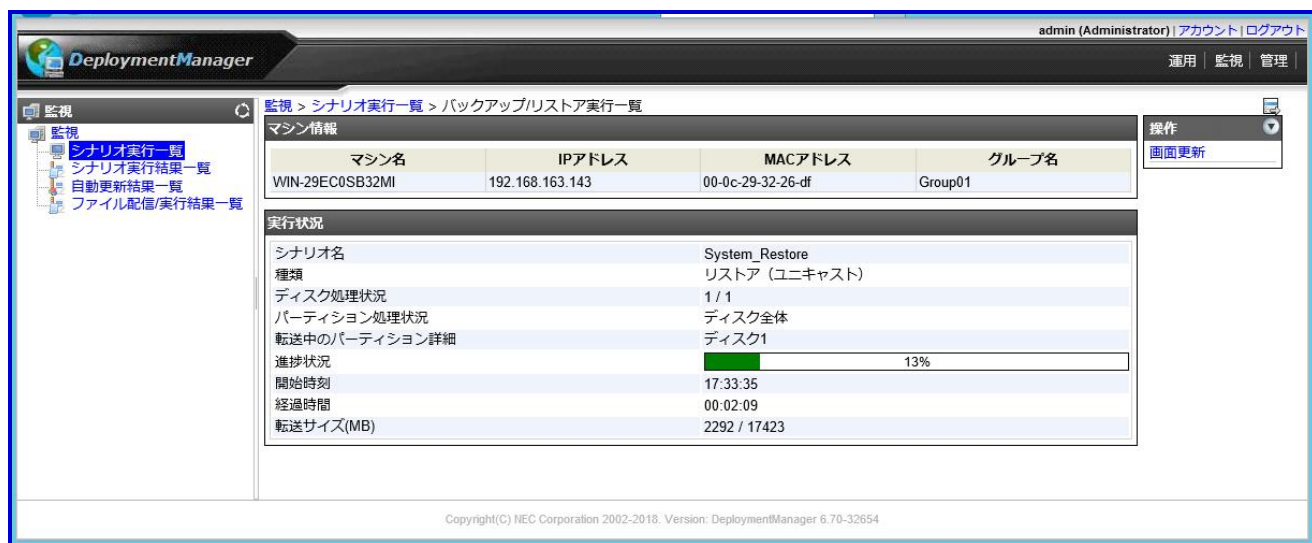 admin (Administrator) | アカウント | ログアウト
DeploymentManager
運用 | 監視 | 管理
監視
監視
シナリオ実行一覧
シナリオ実行結果一覧
自動更新結果一覧
ファイル配信/実行結果一覧
監視 > シナリオ実行一覧 > バックアップ/リストア実行一覧
マシン情報
マシン名 IPアドレス MACアドレス グループ名
WIN-29EC0SB32MI 192.168.163.143 00-0c-29-32-26-df Group01
実行状況
シナリオ名 System_Restore
種類 リストア（ユニキャスト）
ディスク処理状況 1 / 1
パーティション処理状況 ディスク全体
転送中のパーティション詳細 ディスク1
進捗状況 13%
開始時刻 17:33:35
経過時間 00:02:09
転送サイズ(MB) 2292 / 17423
操作
画面更新
Copyright(C) NEC Corporation 2002-2018. Version: DeploymentManager 6.70-32654